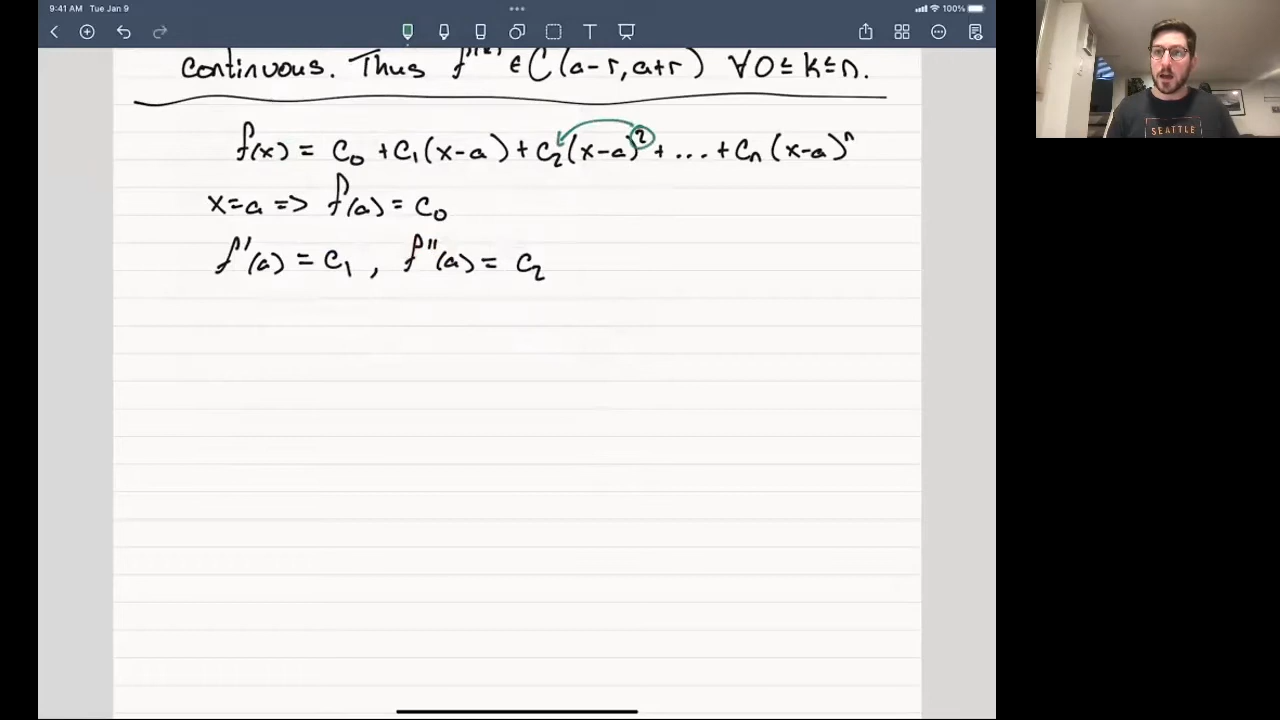 9:41 AM Tue Jan 9
100%
continuous. Thus f^(k) ∈ C(a-r, a+r) ∀ 0 ≤ k ≤ n.
f(x) = c₀ + c₁(x-a) + c₂(x-a)² + ... + cₙ(x-a)ⁿ
x=a => f(a) = c₀
f'(a) = c₁, f''(a) = c₂
SEATTLE